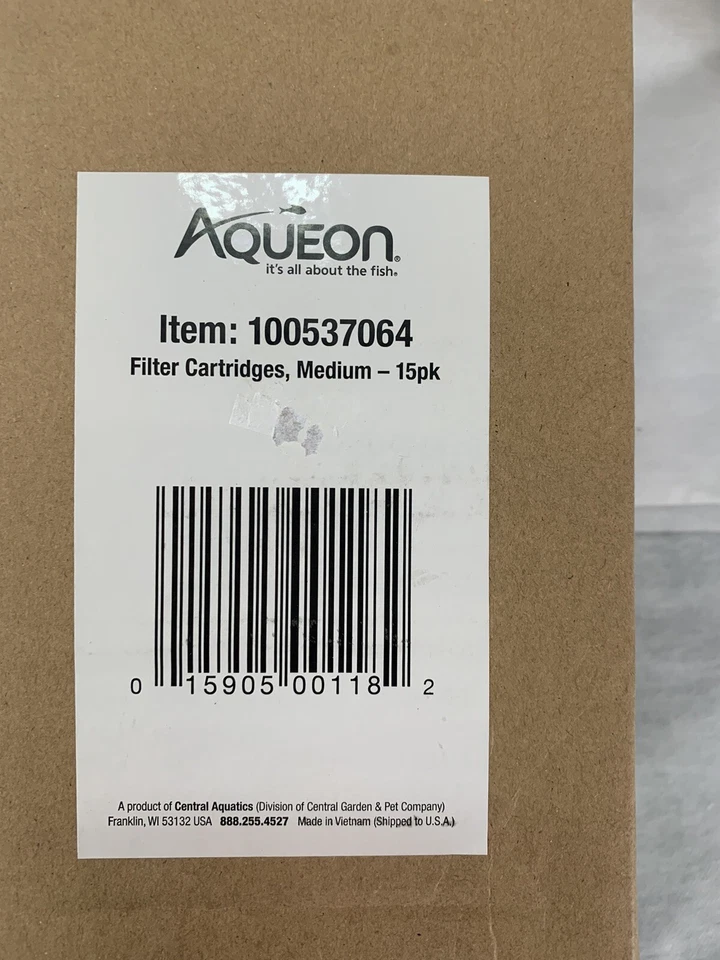 AQUEON®
it's all about the fish®
Item: 100537064
Filter Cartridges, Medium – 15pk
0 15905 00118 2
A product of Central Aquatics (Division of Central Garden & Pet Company)
Franklin, WI 53132 USA 888.255.4527 Made in Vietnam (Shipped to U.S.A.)